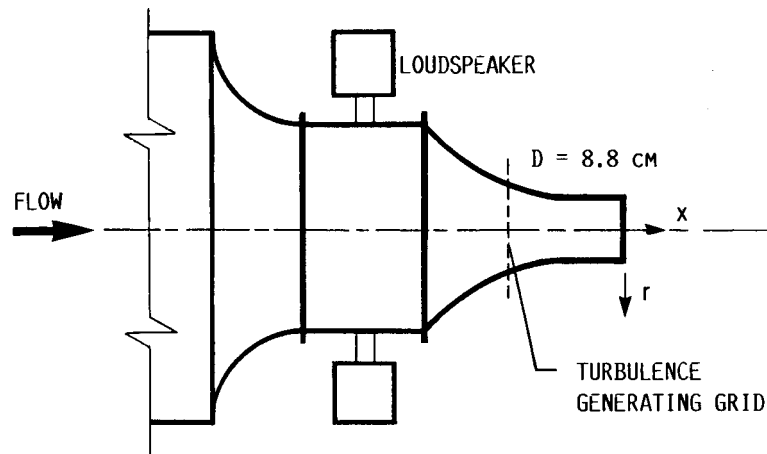 LOUDSPEAKER
D = 8.8 CM
FLOW
x
r
TURBULENCE
GENERATING GRID